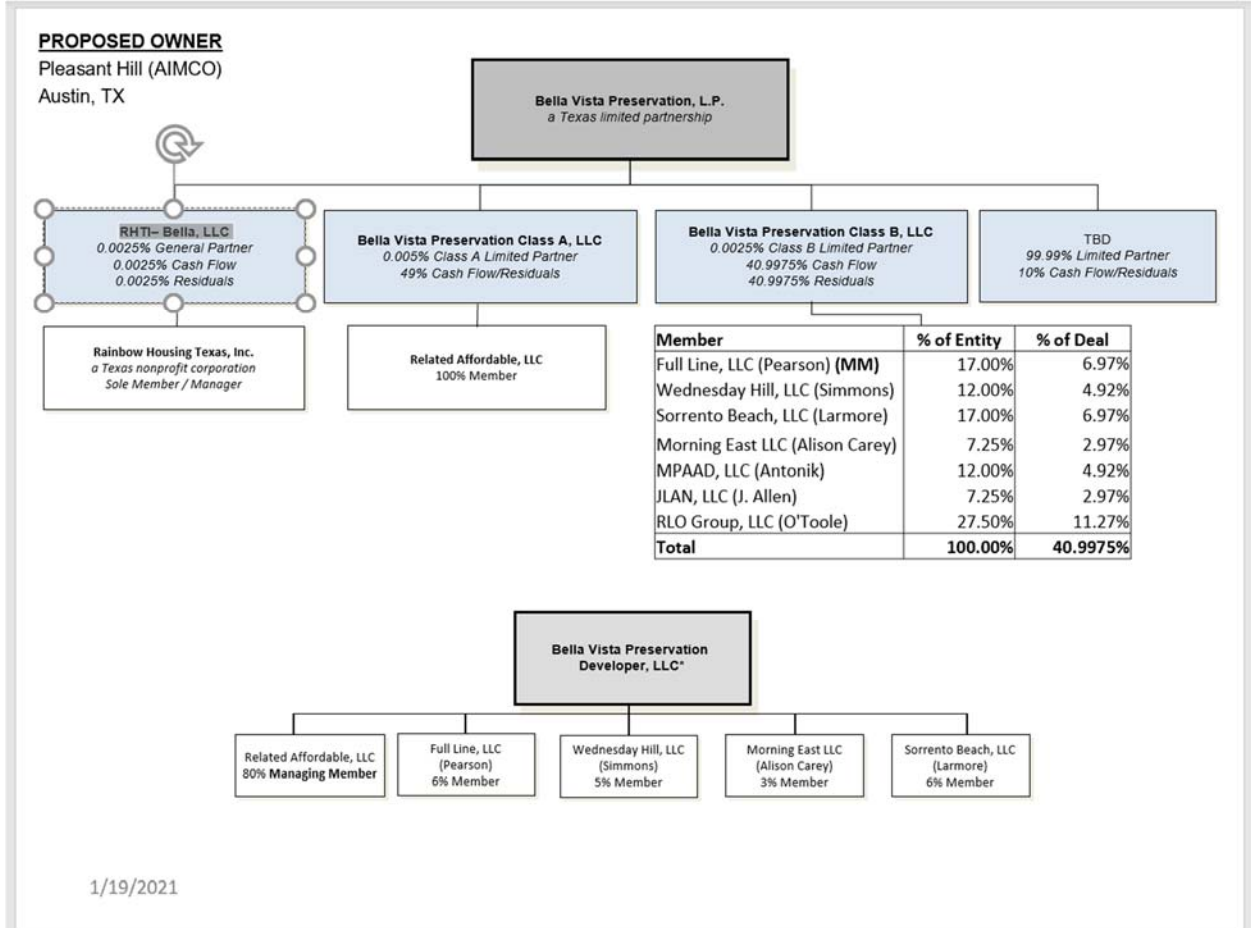 PROPOSED OWNER
Pleasant Hill (AIMCO)
Austin, TX
Bella Vista Preservation, L.P.
a Texas limited partnership
RHTI– Bella, LLC
0.0025% General Partner
0.0025% Cash Flow
0.0025% Residuals
Bella Vista Preservation Class A, LLC
0.005% Class A Limited Partner
49% Cash Flow/Residuals
Bella Vista Preservation Class B, LLC
0.0025% Class B Limited Partner
40.9975% Cash Flow
40.9975% Residuals
TBD
99.99% Limited Partner
10% Cash Flow/Residuals
Rainbow Housing Texas, Inc.
a Texas nonprofit corporation
Sole Member / Manager
Related Affordable, LLC
100% Member
Member % of Entity % of Deal
Full Line, LLC (Pearson) (MM) 17.00% 6.97%
Wednesday Hill, LLC (Simmons) 12.00% 4.92%
Sorrento Beach, LLC (Larmore) 17.00% 6.97%
Morning East LLC (Alison Carey) 7.25% 2.97%
MPAAD, LLC (Antonik) 12.00% 4.92%
JLAN, LLC (J. Allen) 7.25% 2.97%
RLO Group, LLC (O'Toole) 27.50% 11.27%
Total 100.00% 40.9975%
Bella Vista Preservation
Developer, LLC*
Related Affordable, LLC
80% Managing Member
Full Line, LLC
(Pearson)
6% Member
Wednesday Hill, LLC
(Simmons)
5% Member
Morning East LLC
(Alison Carey)
3% Member
Sorrento Beach, LLC
(Larmore)
6% Member
1/19/2021